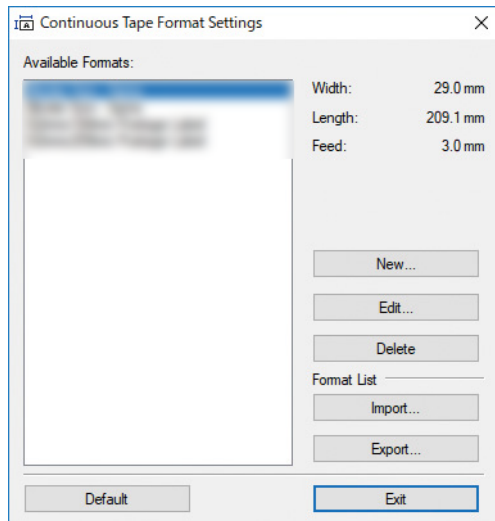 Continuous Tape Format Settings
Available Formats:
Width: 29.0 mm
Length: 209.1 mm
Feed: 3.0 mm
New...
Edit...
Delete
Format List
Import...
Export...
Default
Exit